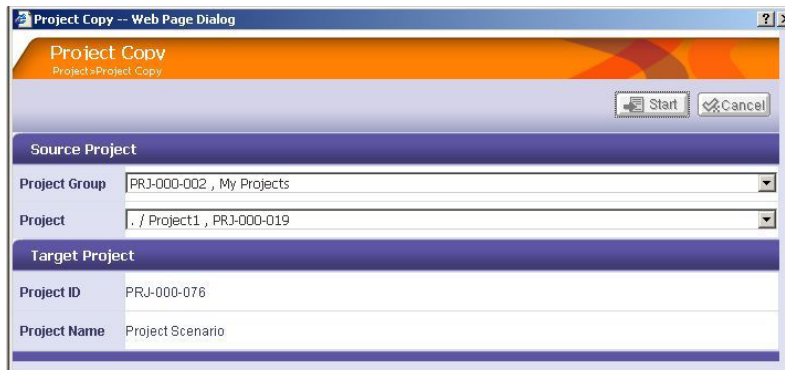 Project Copy -- Web Page Dialog
Project Copy
Project>Project Copy
Start Cancel
Source Project
Project Group PRJ-000-002 , My Projects
Project . / Project1 , PRJ-000-019
Target Project
Project ID PRJ-000-076
Project Name Project Scenario